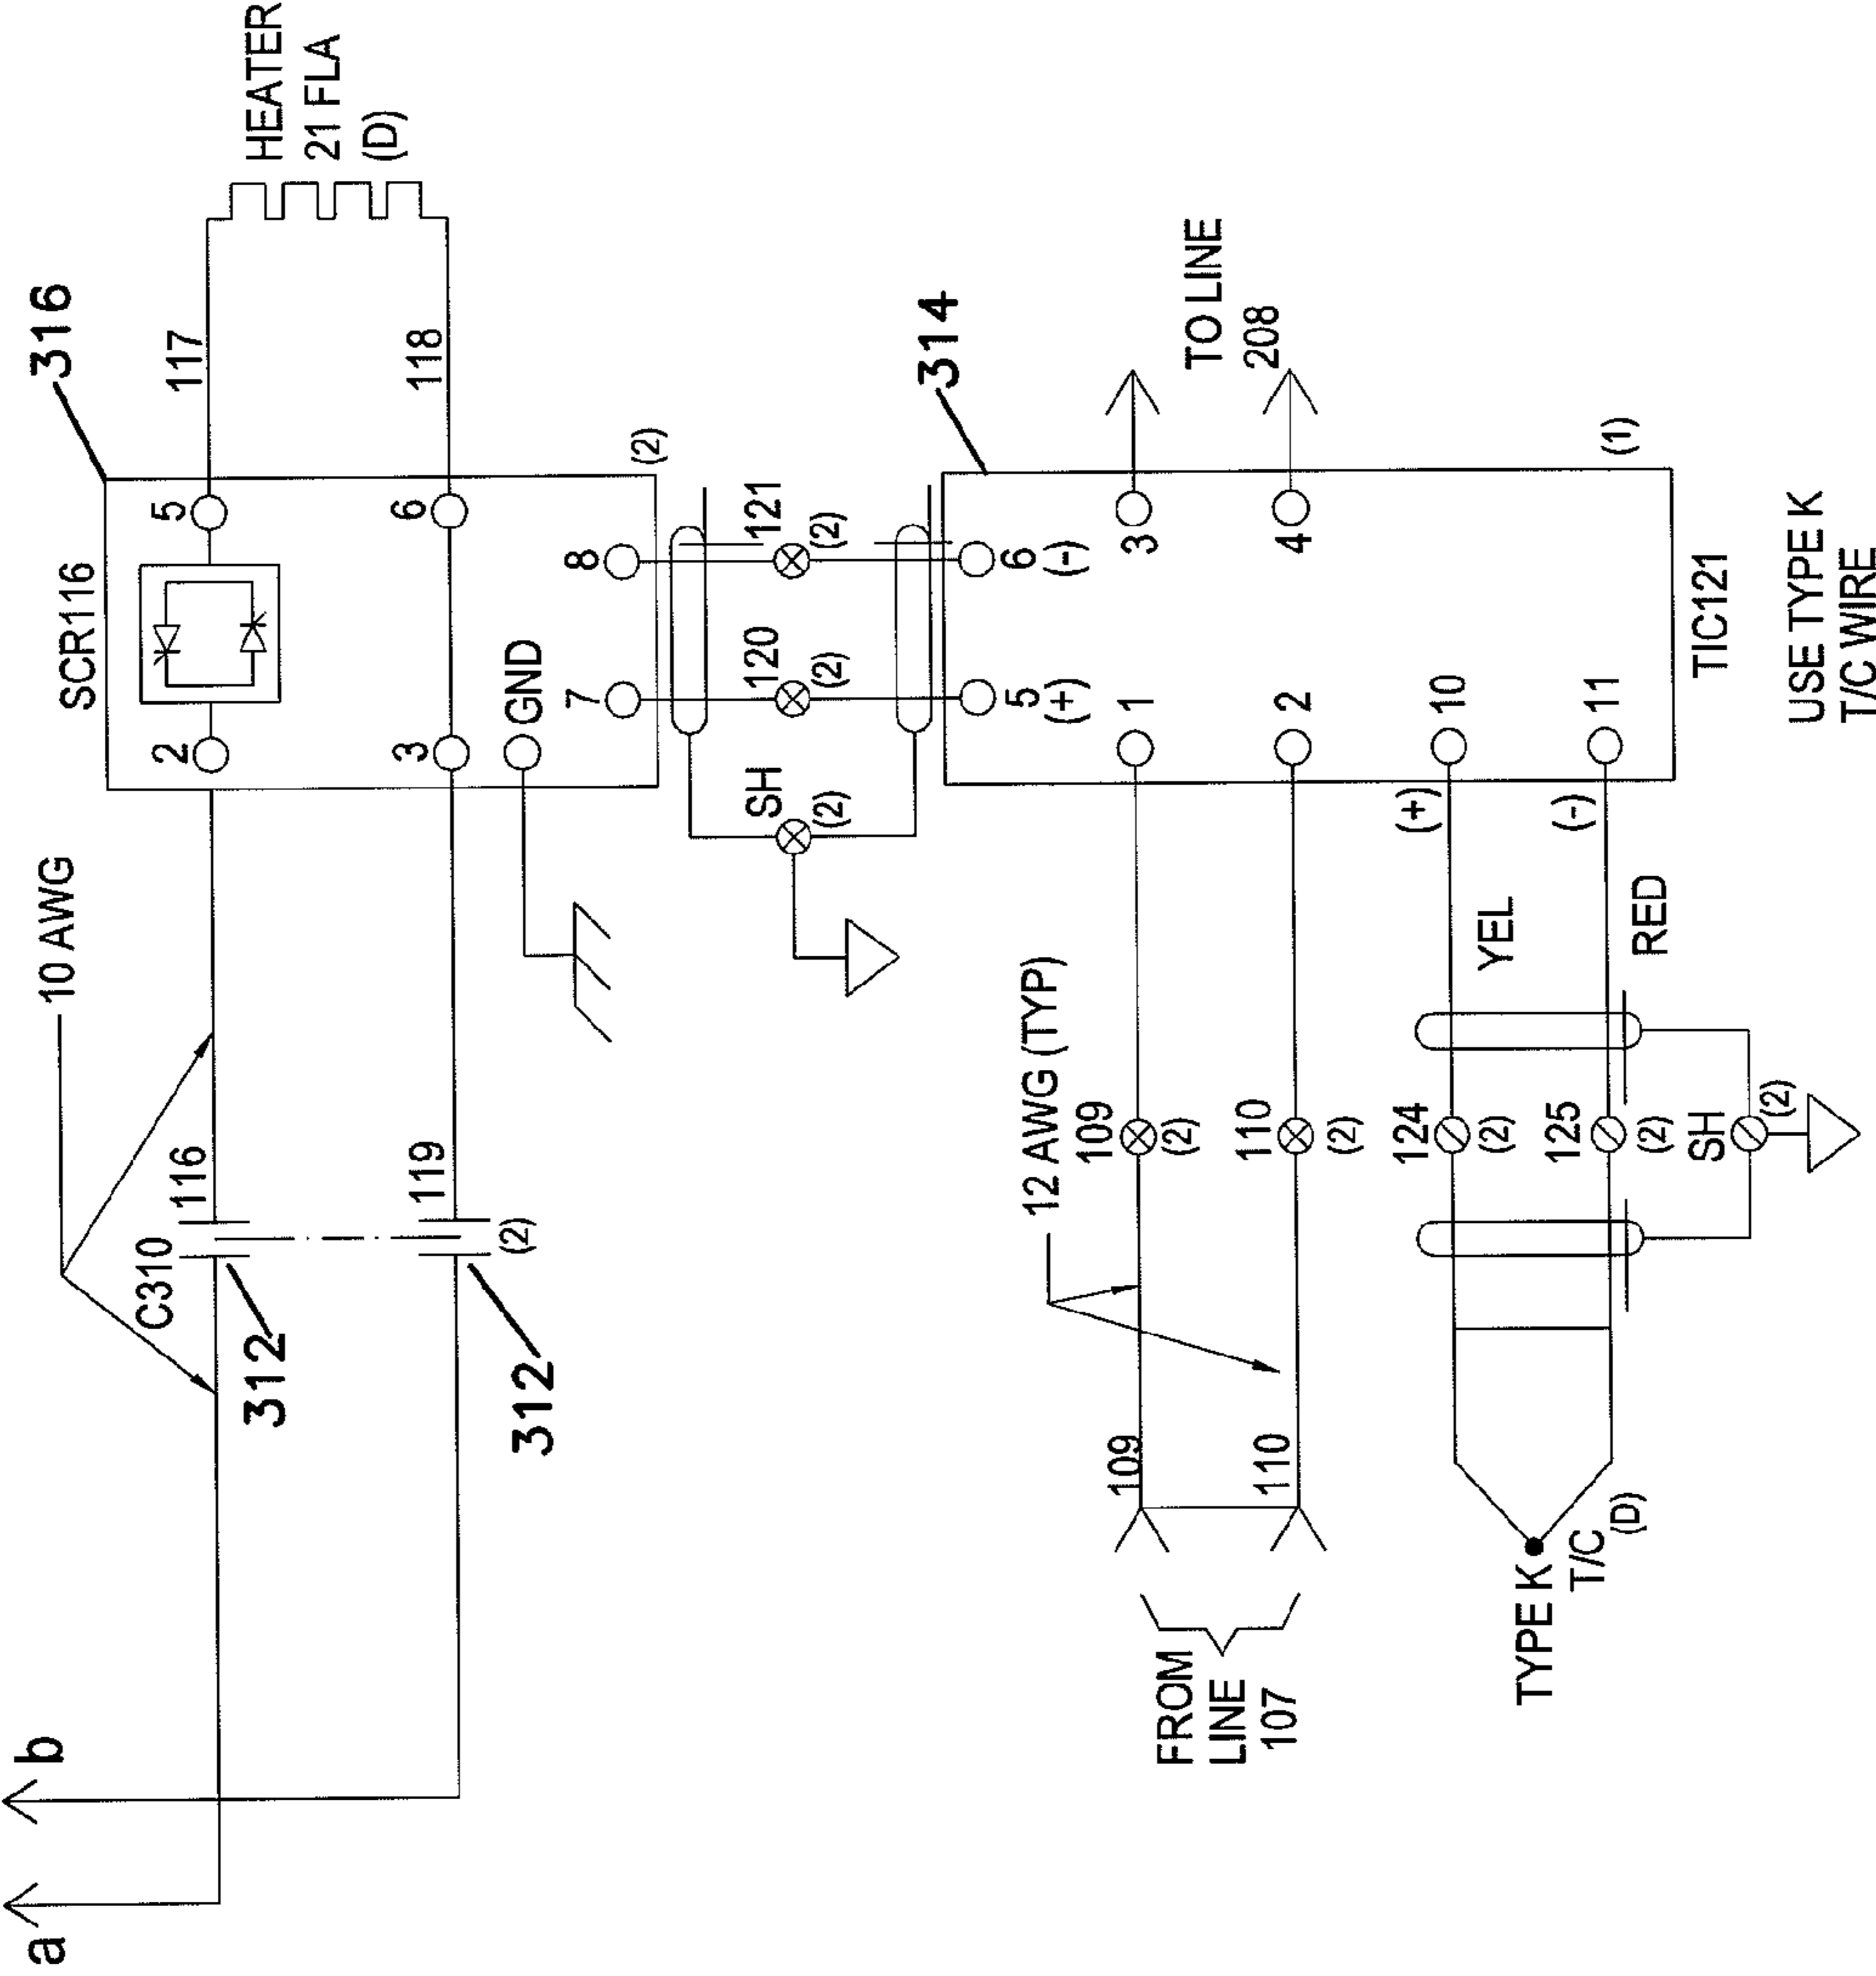 a
b
10 AWG
C310
116
312
119
(2)
312
SCR116
316
2
5
117
3
6
118
GND
7
8
(2)
HEATER
21 FLA
(D)
SH
(2)
120
(2)
121
(2)
314
5
(+)
6
(-)
FROM
LINE
107
109
110
12 AWG (TYP)
109
(2)
110
(2)
1
2
3
4
TO LINE
208
TYPE K
T/C
(D)
124
(2)
125
(2)
SH
(2)
YEL
RED
(+)
(-)
10
11
(1)
TIC121
USE TYPE K
T/C WIRE